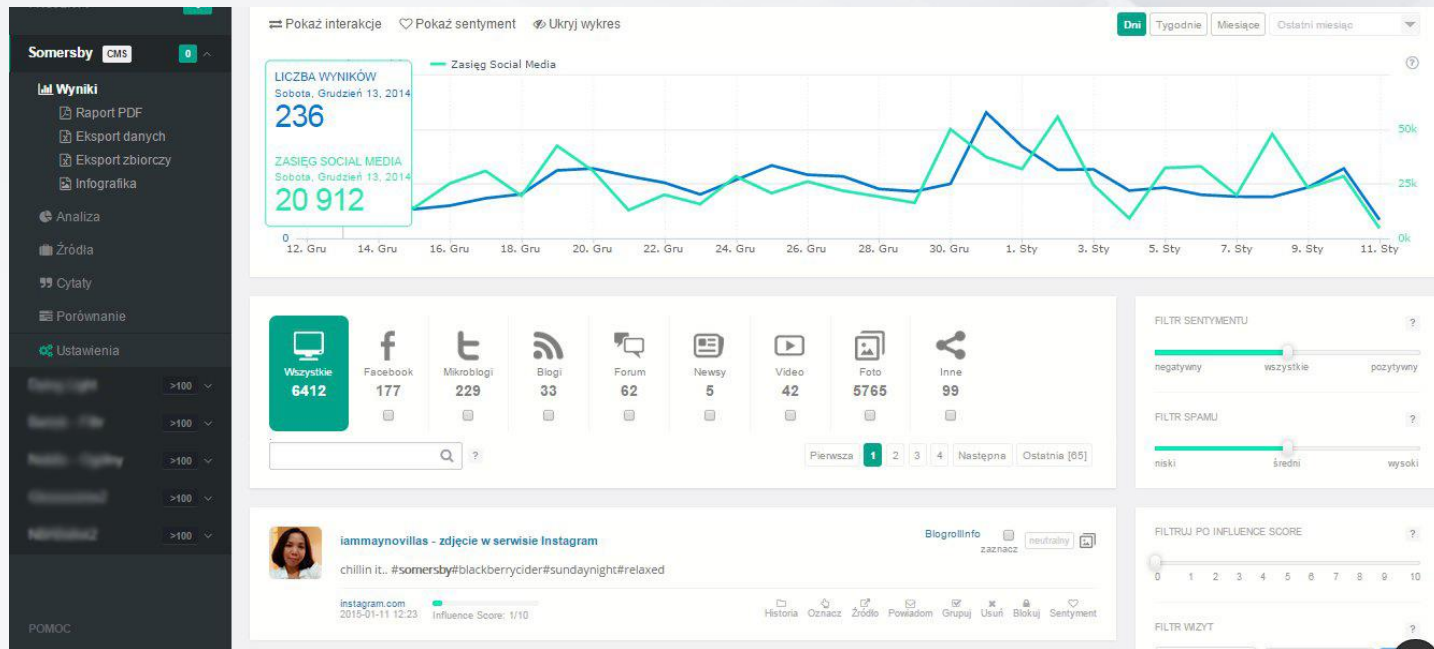 Pokaż interakcje Pokaż sentyment Ukryj wykres
Dni Tygodnie Miesiące Ostatni miesiąc
Somersby CMS 0
Wyniki
Raport PDF
Eksport danych
Eksport zbiorczy
Infografika
Analiza
Źródła
Cytaty
Porównanie
Ustawienia
>100
>100
>100
>100
>100
POMOC
Zasięg Social Media
?
LICZBA WYNIKÓW
Sobota, Grudzień 13, 2014
236
ZASIĘG SOCIAL MEDIA
Sobota, Grudzień 13, 2014
20 912
50k
25k
0k
0
12. Gru 14. Gru 16. Gru 18. Gru 20. Gru 22. Gru 24. Gru 26. Gru 28. Gru 30. Gru 1. Sty 3. Sty 5. Sty 7. Sty 9. Sty 11. Sty
Wszystkie Facebook Mikroblogi Blogi Forum Newsy Video Foto Inne
6412 177 229 33 62 5 42 5765 99
?
Pierwsza 1 2 3 4 Następna Ostatnia [65]
FILTR SENTYMENTU ?
negatywny wszystkie pozytywny
FILTR SPAMU ?
niski średni wysoki
iammaynovillas - zdjęcie w serwisie Instagram
BlogrollInfo zaznacz neutralny
chillin it.. #somersby#blackberrycider#sundaynight#relaxed
instagram.com
2015-01-11 12:23 Influence Score: 1/10
Historia Oznacz Źródło Powiadom Grupuj Usuń Blokuj Sentyment
FILTRUJ PO INFLUENCE SCORE ?
0 1 2 3 4 5 6 7 8 9 10
FILTR WIZYT ?